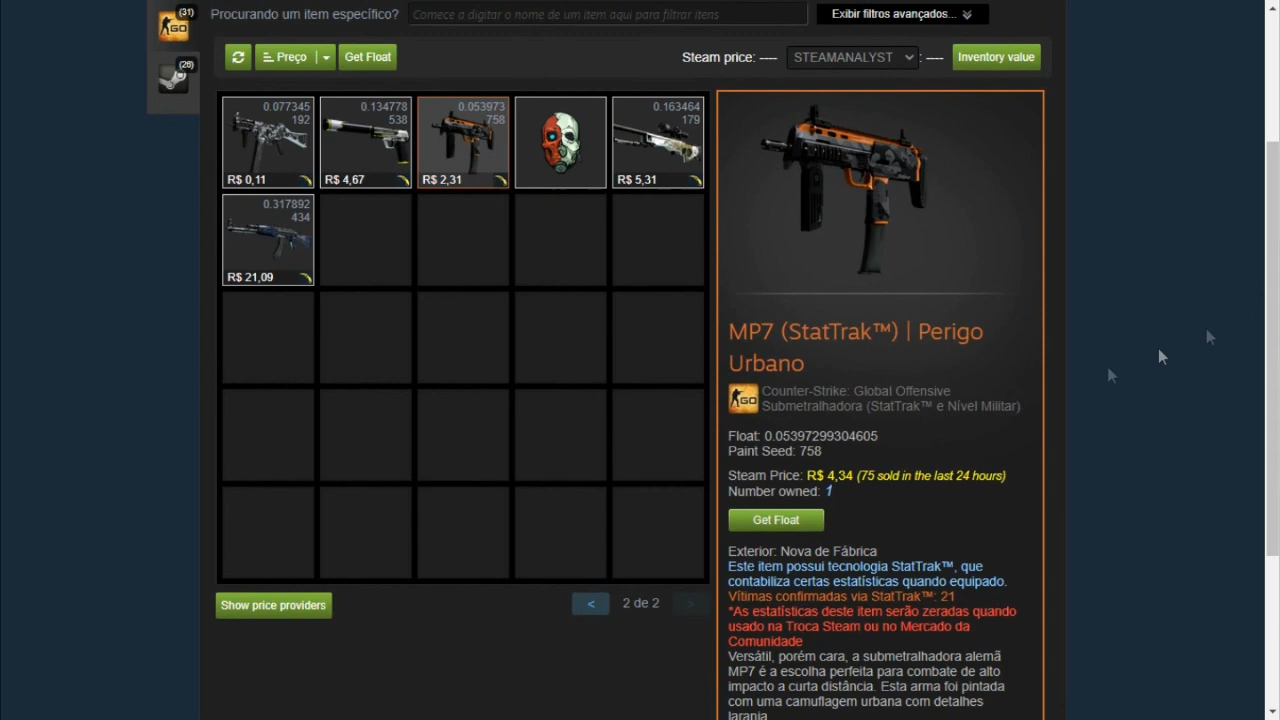 (31)
GO
Procurando um item específico?
Comece a digitar o nome de um item aqui para filtrar itens
Exibir filtros avançados...
(26)
Preço
Get Float
Steam price: ----
STEAMANALYST
: ----
Inventory value
0.077345
192
R$ 0,11
0.134778
538
R$ 4,67
0.053973
758
R$ 2,31
0.163464
179
R$ 5,31
0.317892
434
R$ 21,09
Show price providers
<
2 de 2
>
MP7 (StatTrak™) | Perigo
Urbano
GO
Counter-Strike: Global Offensive
Submetralhadora (StatTrak™ e Nível Militar)
Float: 0.05397299304605
Paint Seed: 758
Steam Price: R$ 4,34 (75 sold in the last 24 hours)
Number owned: 1
Get Float
Exterior: Nova de Fábrica
Este item possui tecnologia StatTrak™, que
contabiliza certas estatísticas quando equipado.
Vítimas confirmadas via StatTrak™: 21
*As estatísticas deste item serão zeradas quando
usado na Troca Steam ou no Mercado da
Comunidade
Versátil, porém cara, a submetralhadora alemã
MP7 é a escolha perfeita para combate de alto
impacto a curta distância. Esta arma foi pintada
com uma camuflagem urbana com detalhes
laranja